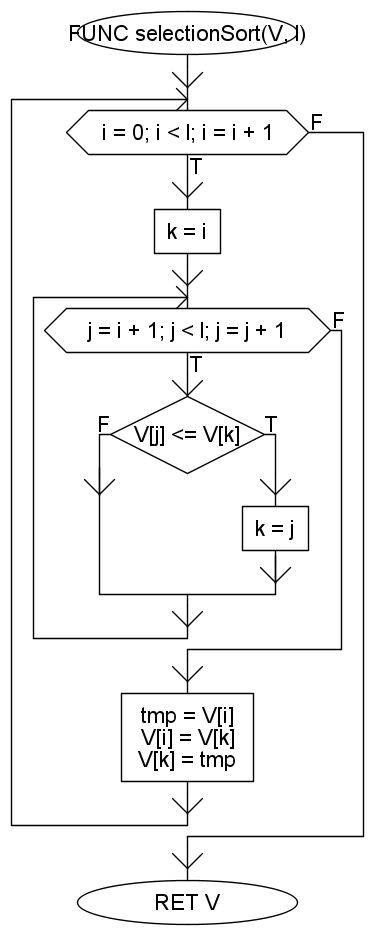 FUNC selectionSort(V, l)
i = 0; i < l; i = i + 1
F
T
k = i
j = i + 1; j < l; j = j + 1
F
T
F
V[j] <= V[k]
T
k = j
tmp = V[i]
V[i] = V[k]
V[k] = tmp
RET V